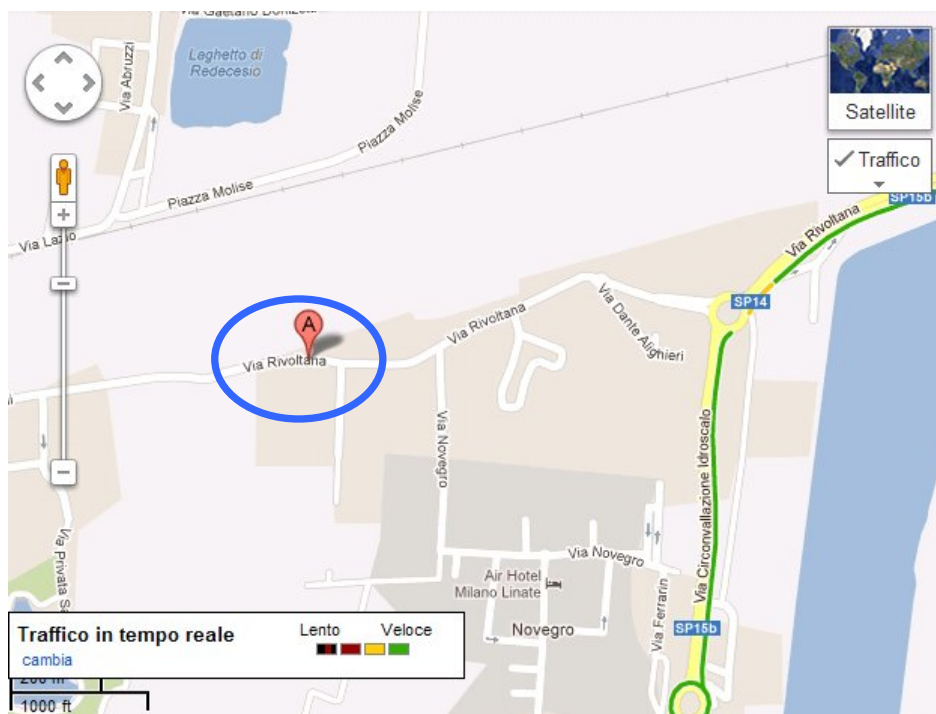 Via Gaetano Donizetti
Laghetto di
Redecesio
Via Abruzzi
Piazza Molise
Piazza Molise
Via Lazio
Satellite
Traffico
SP15b
Via Rivoltana
SP14
Via Rivoltana
Via Dante Alighieri
A
Via Rivoltana
Via Novegro
Via Circonvallazione Idroscalo
Via Novegro
Air Hotel
Milano Linate
Via Privata
Novegro
Via Ferrarin
SP15b
Traffico in tempo reale
cambia
Lento
Veloce
200 m
1000 ft